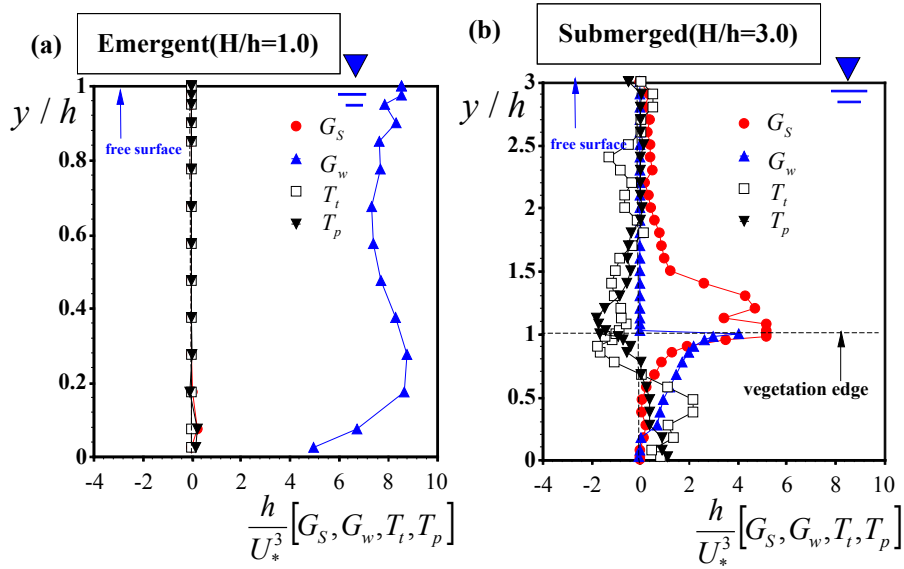 (a)
Emergent(H/h=1.0)
y / h
free surface
G_S
G_w
T_t
T_p
1
0.8
0.6
0.4
0.2
0
-4 -2 0 2 4 6 8 10
h/U_*^3 [G_S, G_w, T_t, T_p]
(b)
Submerged(H/h=3.0)
y / h
free surface
G_S
G_w
T_t
T_p
vegetation edge
3
2.5
2
1.5
1
0.5
0
-4 -2 0 2 4 6 8 10
h/U_*^3 [G_S, G_w, T_t, T_p]